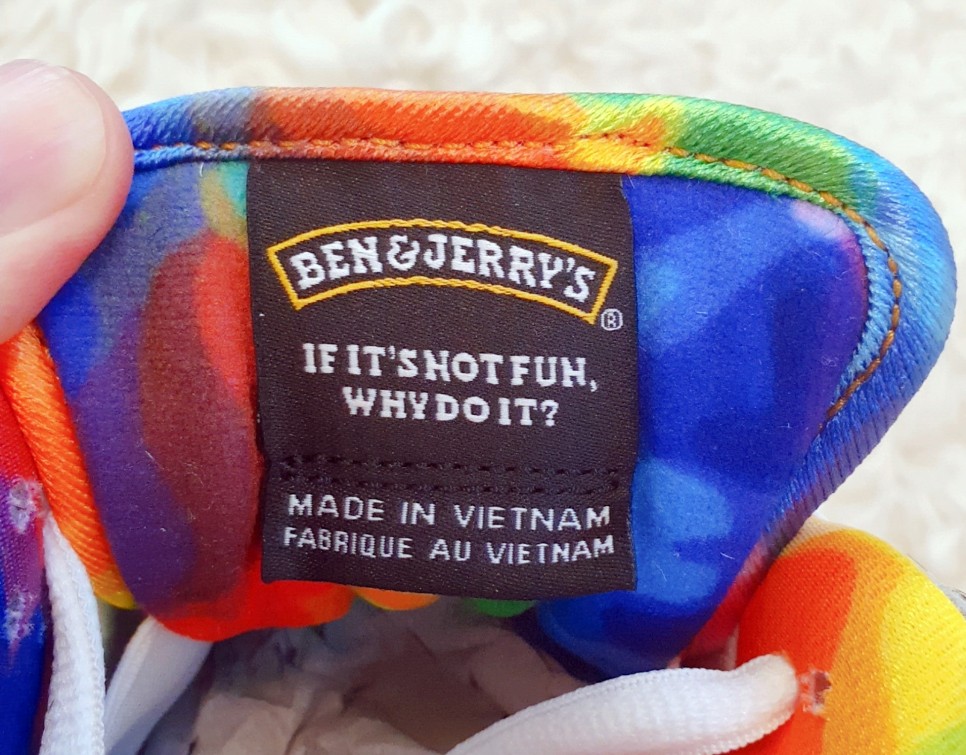 BEN & JERRY'S ®
IF IT'S NOT FUN,
WHY DO IT?
MADE IN VIETNAM
FABRIQUE AU VIETNAM